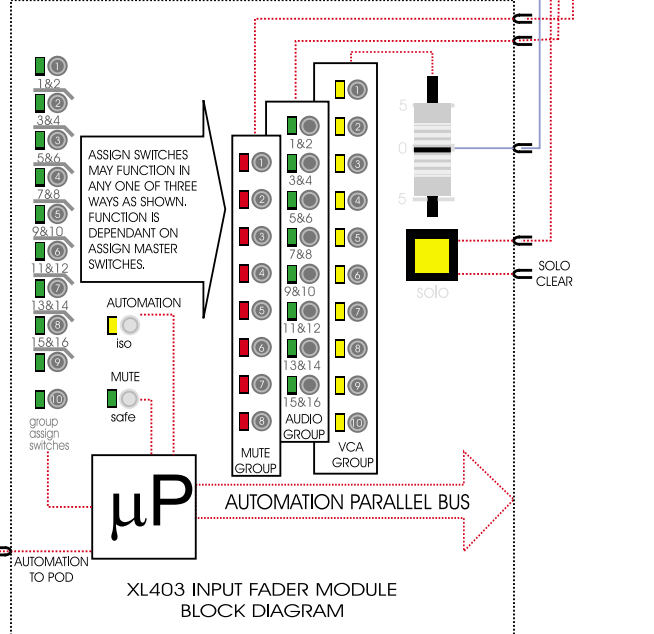 1
1&2
2
3&4
3
5&6
4
7&8
5
9&10
6
11&12
7
13&14
8
15&16
9
10
group
assign
switches
ASSIGN SWITCHES
MAY FUNCTION IN
ANY ONE OF THREE
WAYS AS SHOWN.
FUNCTION IS
DEPENDANT ON
ASSIGN MASTER
SWITCHES.
AUTOMATION
iso
MUTE
safe
1
2
3
4
5
6
7
8
MUTE
GROUP
1&2
3&4
5&6
7&8
9&10
11&12
13&14
15&16
AUDIO
GROUP
1
2
3
4
5
6
7
8
9
10
VCA
GROUP
5
0
5
solo
SOLO
CLEAR
µP
AUTOMATION PARALLEL BUS
AUTOMATION
TO POD
XL403 INPUT FADER MODULE
BLOCK DIAGRAM